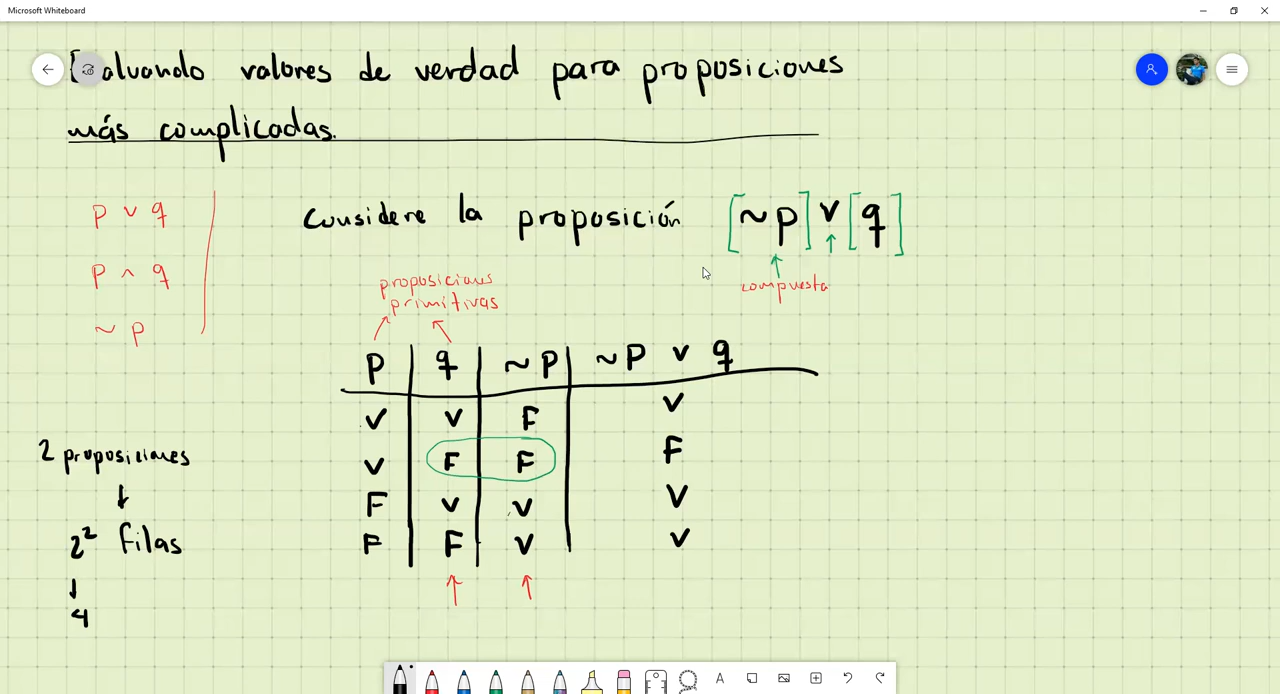 Microsoft Whiteboard
Evaluando valores de verdad para proposiciones
más complicadas.
p ∨ q
p ∧ q
~ p
Considere la proposición [~ p] ∨ [q]
compuesta
proposiciones
primitivas
p q ~ p ~ p ∨ q
V V F V
V F F F
F V V V
F F V V
2 proposiciones
↓
2² filas
↓
4